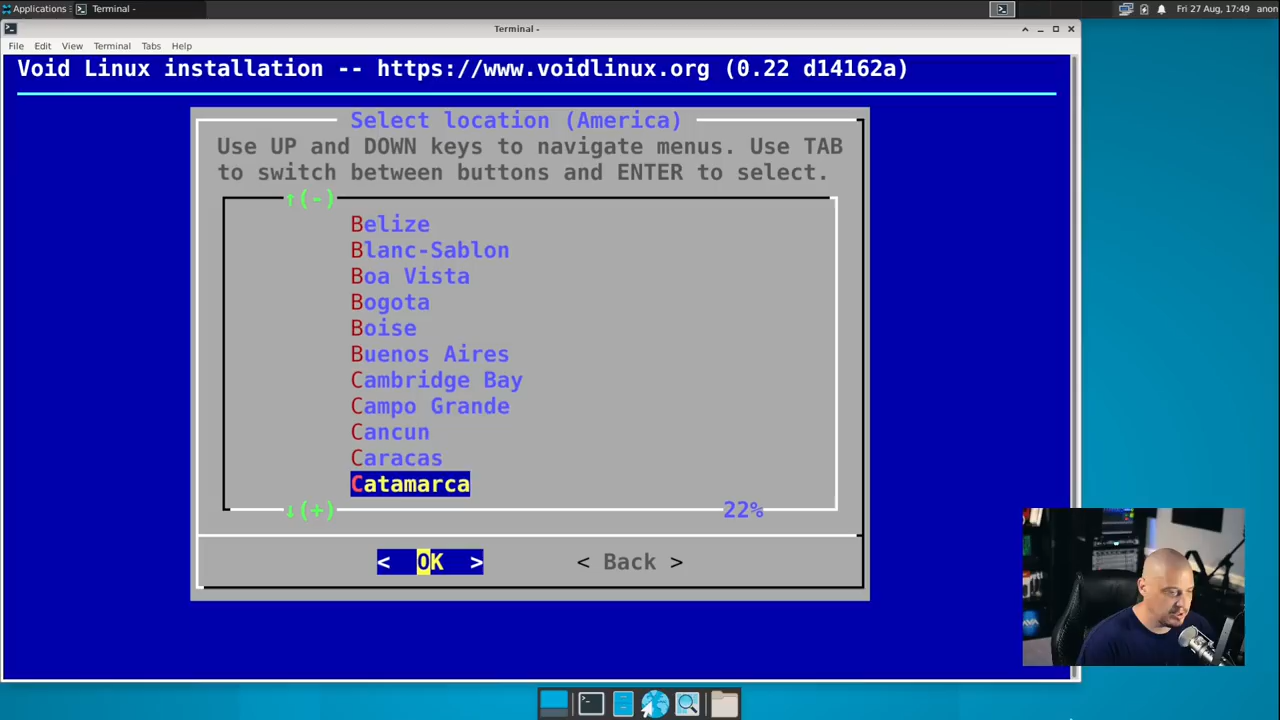 Applications
Terminal -
Fri 27 Aug, 17:49
anon
Terminal -
File Edit View Terminal Tabs Help
Void Linux installation -- https://www.voidlinux.org (0.22 d14162a)
Select location (America)
Use UP and DOWN keys to navigate menus. Use TAB
to switch between buttons and ENTER to select.
↑(-)
Belize
Blanc-Sablon
Boa Vista
Bogota
Boise
Buenos Aires
Cambridge Bay
Campo Grande
Cancun
Caracas
Catamarca
↓(+) 22%
< OK > < Back >